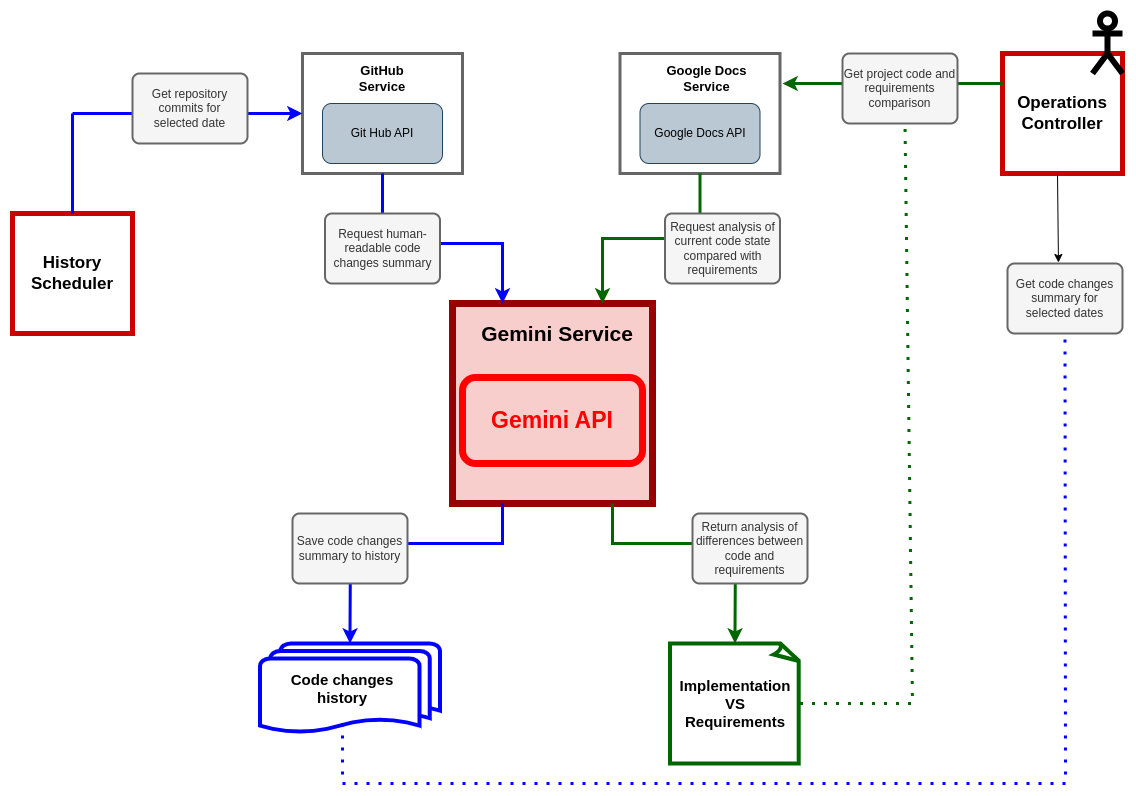 Get repository
commits for
selected date
GitHub
Service
Git Hub API
Google Docs
Service
Google Docs API
Get project code and
requirements
comparison
Operations
Controller
History
Scheduler
Request human-
readable code
changes summary
Request analysis of
current code state
compared with
requirements
Get code changes
summary for
selected dates
Gemini Service
Gemini API
Save code changes
summary to history
Return analysis of
differences between
code and
requirements
Code changes
history
Implementation
VS
Requirements